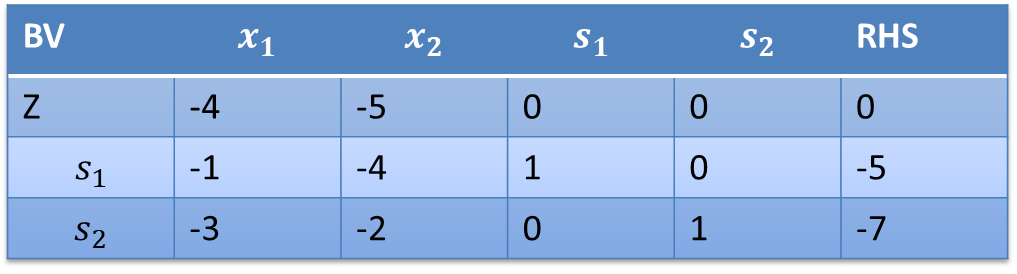 BV x₁ x₂ s₁ s₂ RHS
Z -4 -5 0 0 0
s₁ -1 -4 1 0 -5
s₂ -3 -2 0 1 -7